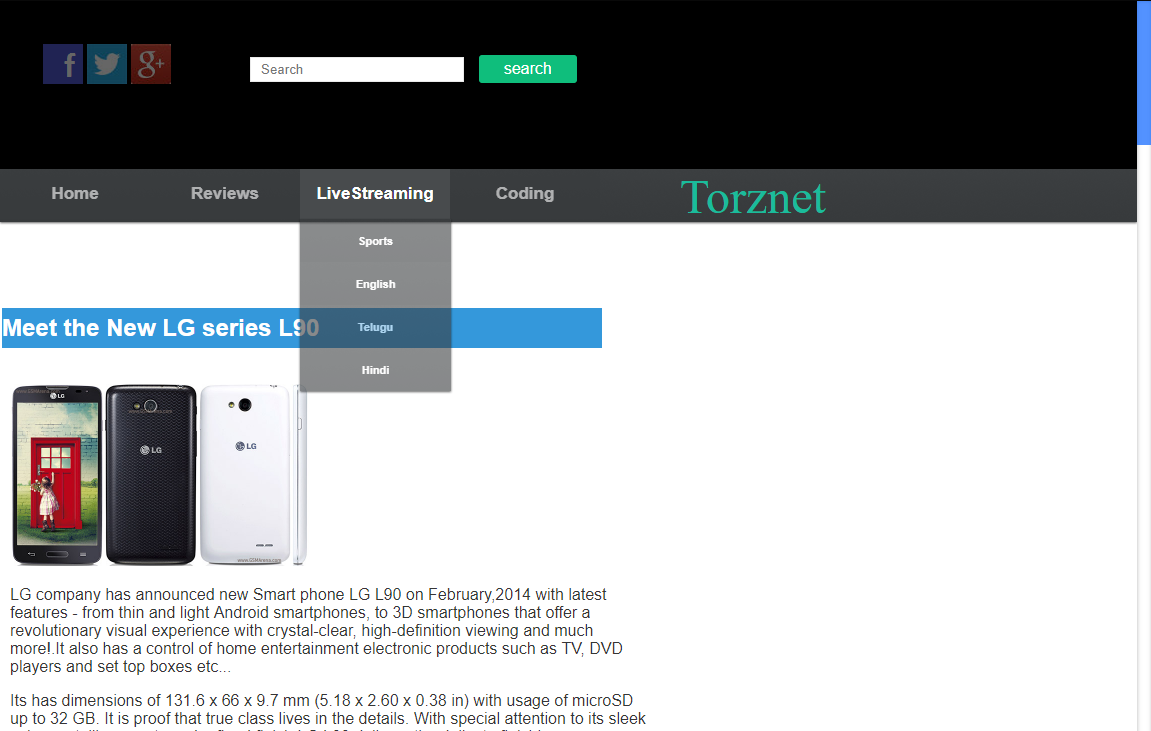 f
g+
Search
search
Home
Reviews
LiveStreaming
Coding
Torznet
Sports
English
Telugu
Hindi
Meet the New LG series L90
LG
LG
LG
LG company has announced new Smart phone LG L90 on February,2014 with latest
features - from thin and light Android smartphones, to 3D smartphones that offer a
revolutionary visual experience with crystal-clear, high-definition viewing and much
more!.It also has a control of home entertainment electronic products such as TV, DVD
players and set top boxes etc...
Its has dimensions of 131.6 x 66 x 9.7 mm (5.18 x 2.60 x 0.38 in) with usage of microSD
up to 32 GB. It is proof that true class lives in the details. With special attention to its sleek